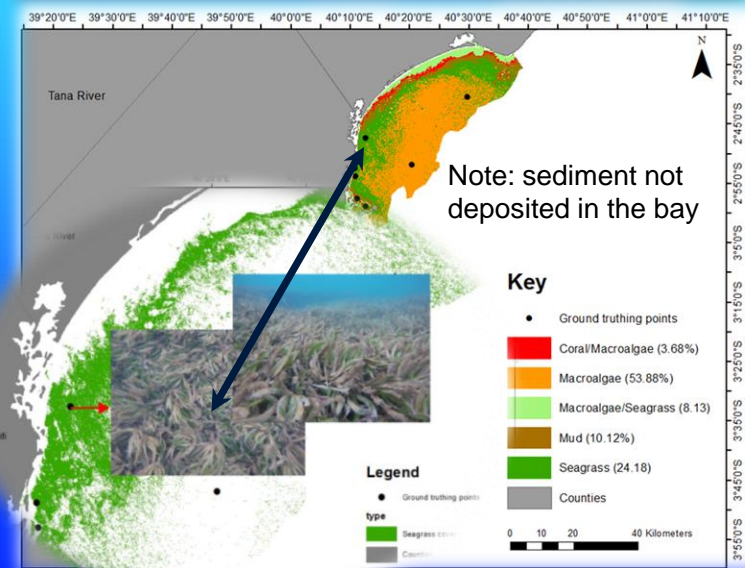 39°20'0"E 39°30'0"E 39°40'0"E 39°50'0"E 40°0'0"E 40°10'0"E 40°20'0"E 40°30'0"E 40°40'0"E 40°50'0"E 41°0'0"E 41°10'0"E
N
2°35'0"S
Tana River
2°45'0"S
Note: sediment not
deposited in the bay
2°55'0"S
River
3°5'0"S
3°15'0"S
Key
Ground truthing points
3°25'0"S
Coral/Macroalgae (3.68%)
Macroalgae (53.88%)
Macroalgae/Seagrass (8.13)
3°35'0"S
Mud (10.12%)
Seagrass (24.18)
Counties
3°45'0"S
Legend
Ground truthing points
type
Seagrass
0 10 20 40 Kilometers
3°55'0"S